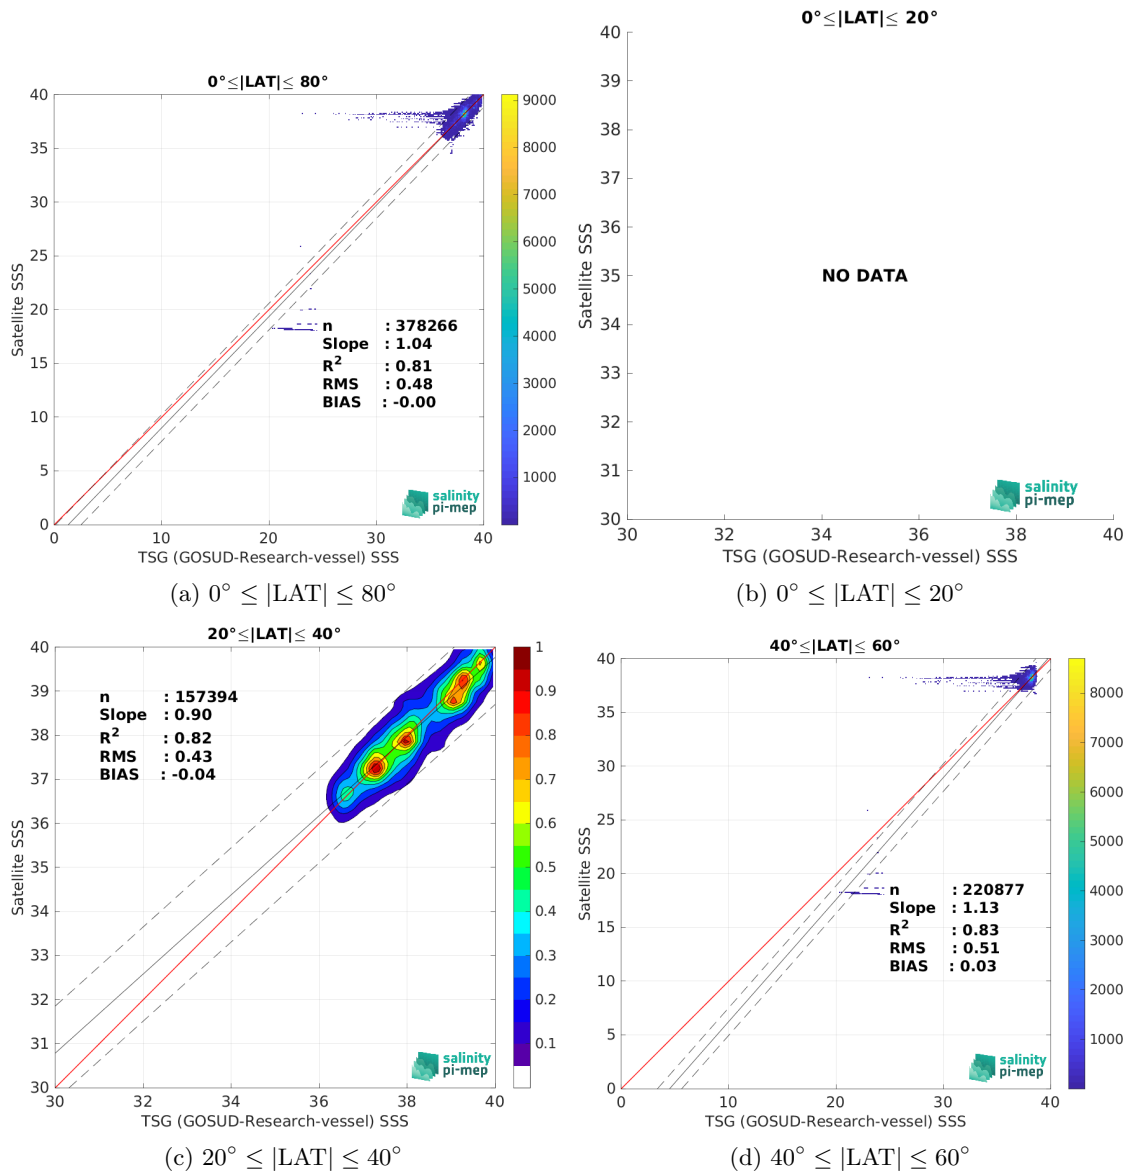 0°≤|LAT|≤ 80°
40
35
30
25
20
15
10
5
0
0
10
20
30
40
Satellite SSS
TSG (GOSUD-Research-vessel) SSS
n : 378266
Slope : 1.04
R² : 0.81
RMS : 0.48
BIAS : -0.00
salinity
pi-mep
9000
8000
7000
6000
5000
4000
3000
2000
1000
(a) 0° ≤ |LAT| ≤ 80°
0°≤|LAT|≤ 20°
40
39
38
37
36
35
34
33
32
31
30
30
32
34
36
38
40
Satellite SSS
TSG (GOSUD-Research-vessel) SSS
NO DATA
salinity
pi-mep
(b) 0° ≤ |LAT| ≤ 20°
20°≤|LAT|≤ 40°
40
39
38
37
36
35
34
33
32
31
30
30
32
34
36
38
40
Satellite SSS
TSG (GOSUD-Research-vessel) SSS
n : 157394
Slope : 0.90
R² : 0.82
RMS : 0.43
BIAS : -0.04
salinity
pi-mep
1
0.9
0.8
0.7
0.6
0.5
0.4
0.3
0.2
0.1
(c) 20° ≤ |LAT| ≤ 40°
40°≤|LAT|≤ 60°
40
35
30
25
20
15
10
5
0
0
10
20
30
40
Satellite SSS
TSG (GOSUD-Research-vessel) SSS
n : 220877
Slope : 1.13
R² : 0.83
RMS : 0.51
BIAS : 0.03
salinity
pi-mep
8000
7000
6000
5000
4000
3000
2000
1000
(d) 40° ≤ |LAT| ≤ 60°